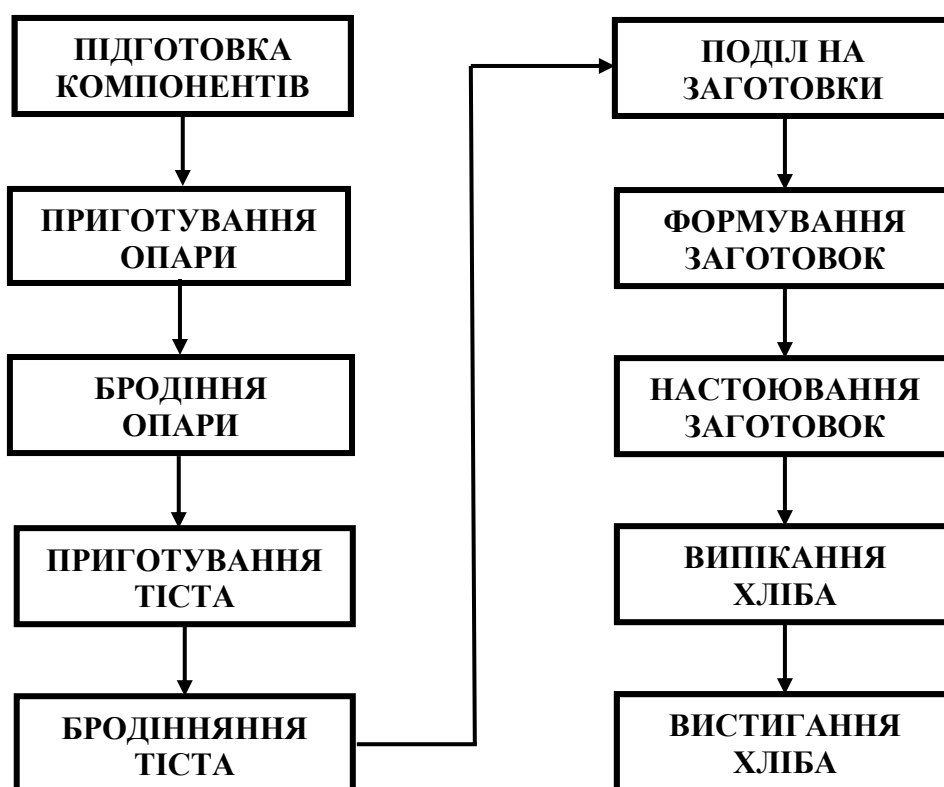 ПІДГОТОВКА
КОМПОНЕНТІВ
ПРИГОТУВАННЯ
ОПАРИ
БРОДІННЯ
ОПАРИ
ПРИГОТУВАННЯ
ТІСТА
БРОДІННЯННЯ
ТІСТА
ПОДІЛ НА
ЗАГОТОВКИ
ФОРМУВАННЯ
ЗАГОТОВОК
НАСТОЮВАННЯ
ЗАГОТОВОК
ВИПІКАННЯ
ХЛІБА
ВИСТИГАННЯ
ХЛІБА